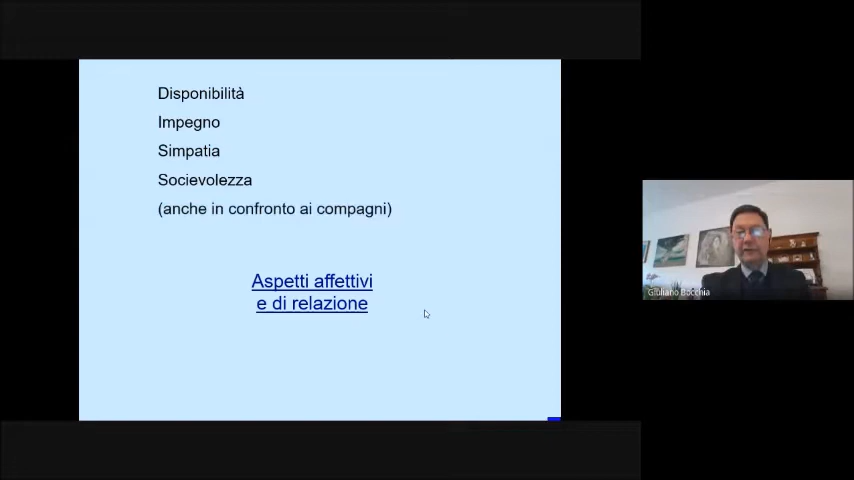 Disponibilità
Impegno
Simpatia
Socievolezza
(anche in confronto ai compagni)
Aspetti affettivi
e di relazione
Giuliano Bocchia